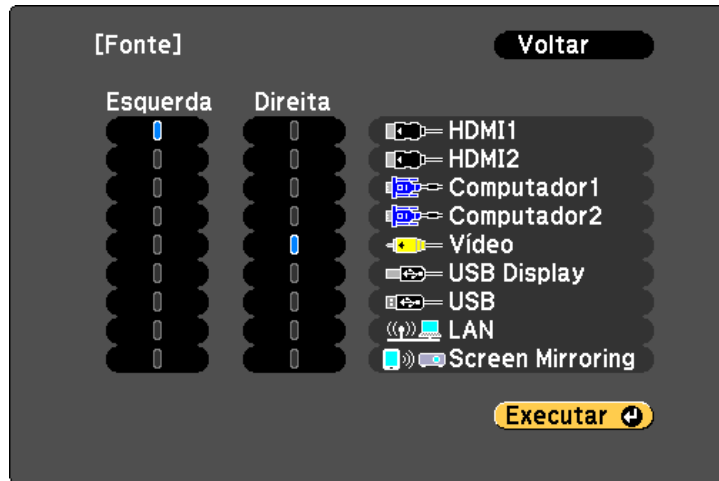 [Fonte] Voltar
Esquerda Direita
HDMI1
HDMI2
Computador1
Computador2
Vídeo
USB Display
USB
LAN
Screen Mirroring
Executar